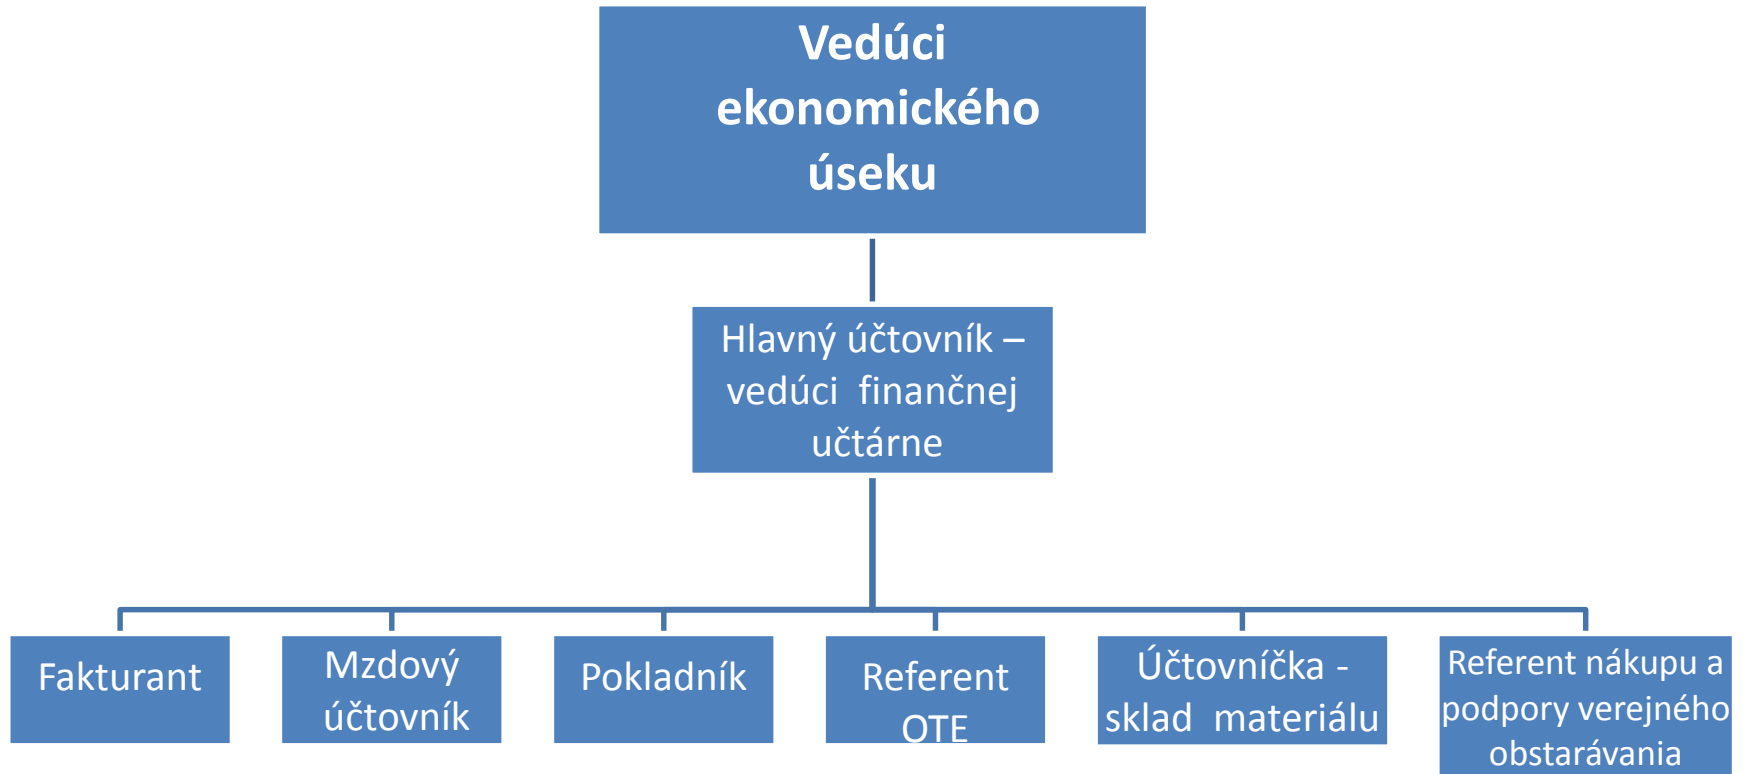 Vedúci
ekonomického
úseku
Hlavný účtovník –
vedúci finančnej
učtárne
Fakturant
Mzdový
účtovník
Pokladník
Referent
OTE
Účtovníčka -
sklad materiálu
Referent nákupu a
podpory verejného
obstarávania